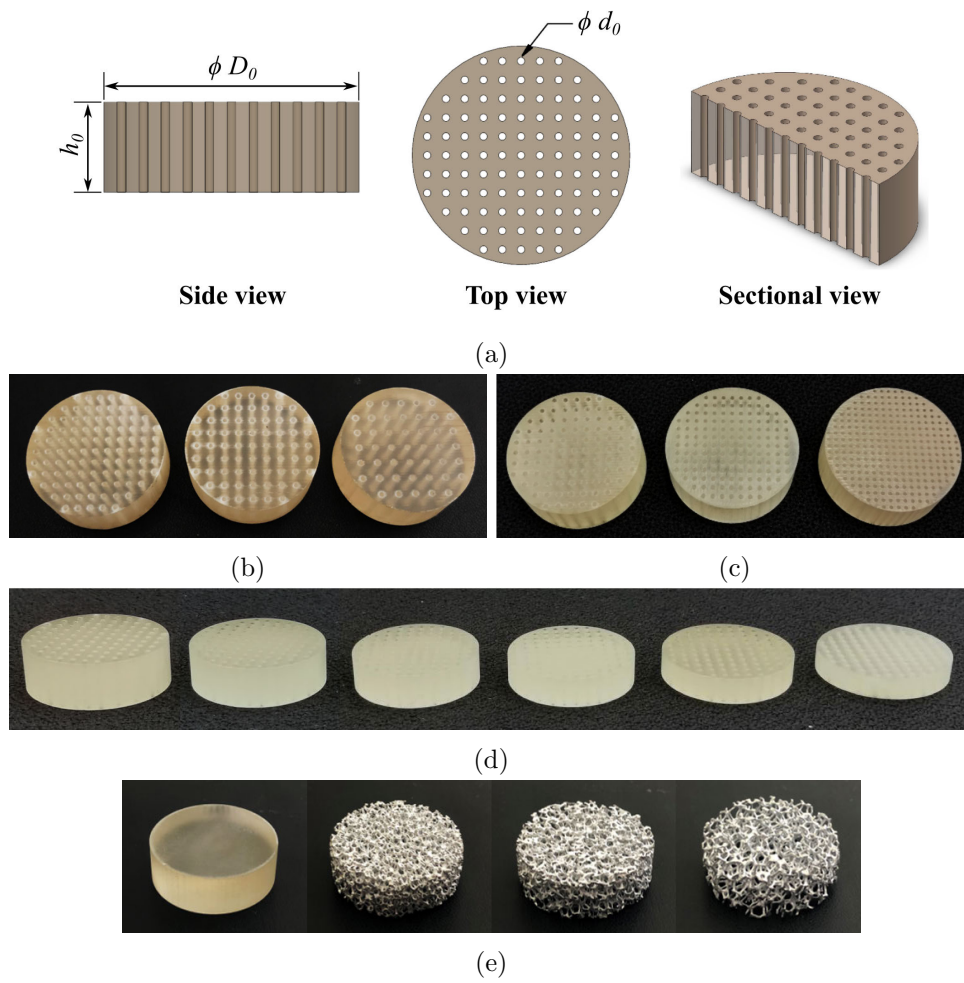 ϕ D₀
h₀
ϕ d₀
Side view
Top view
Sectional view
(a)
(b)
(c)
(d)
(e)